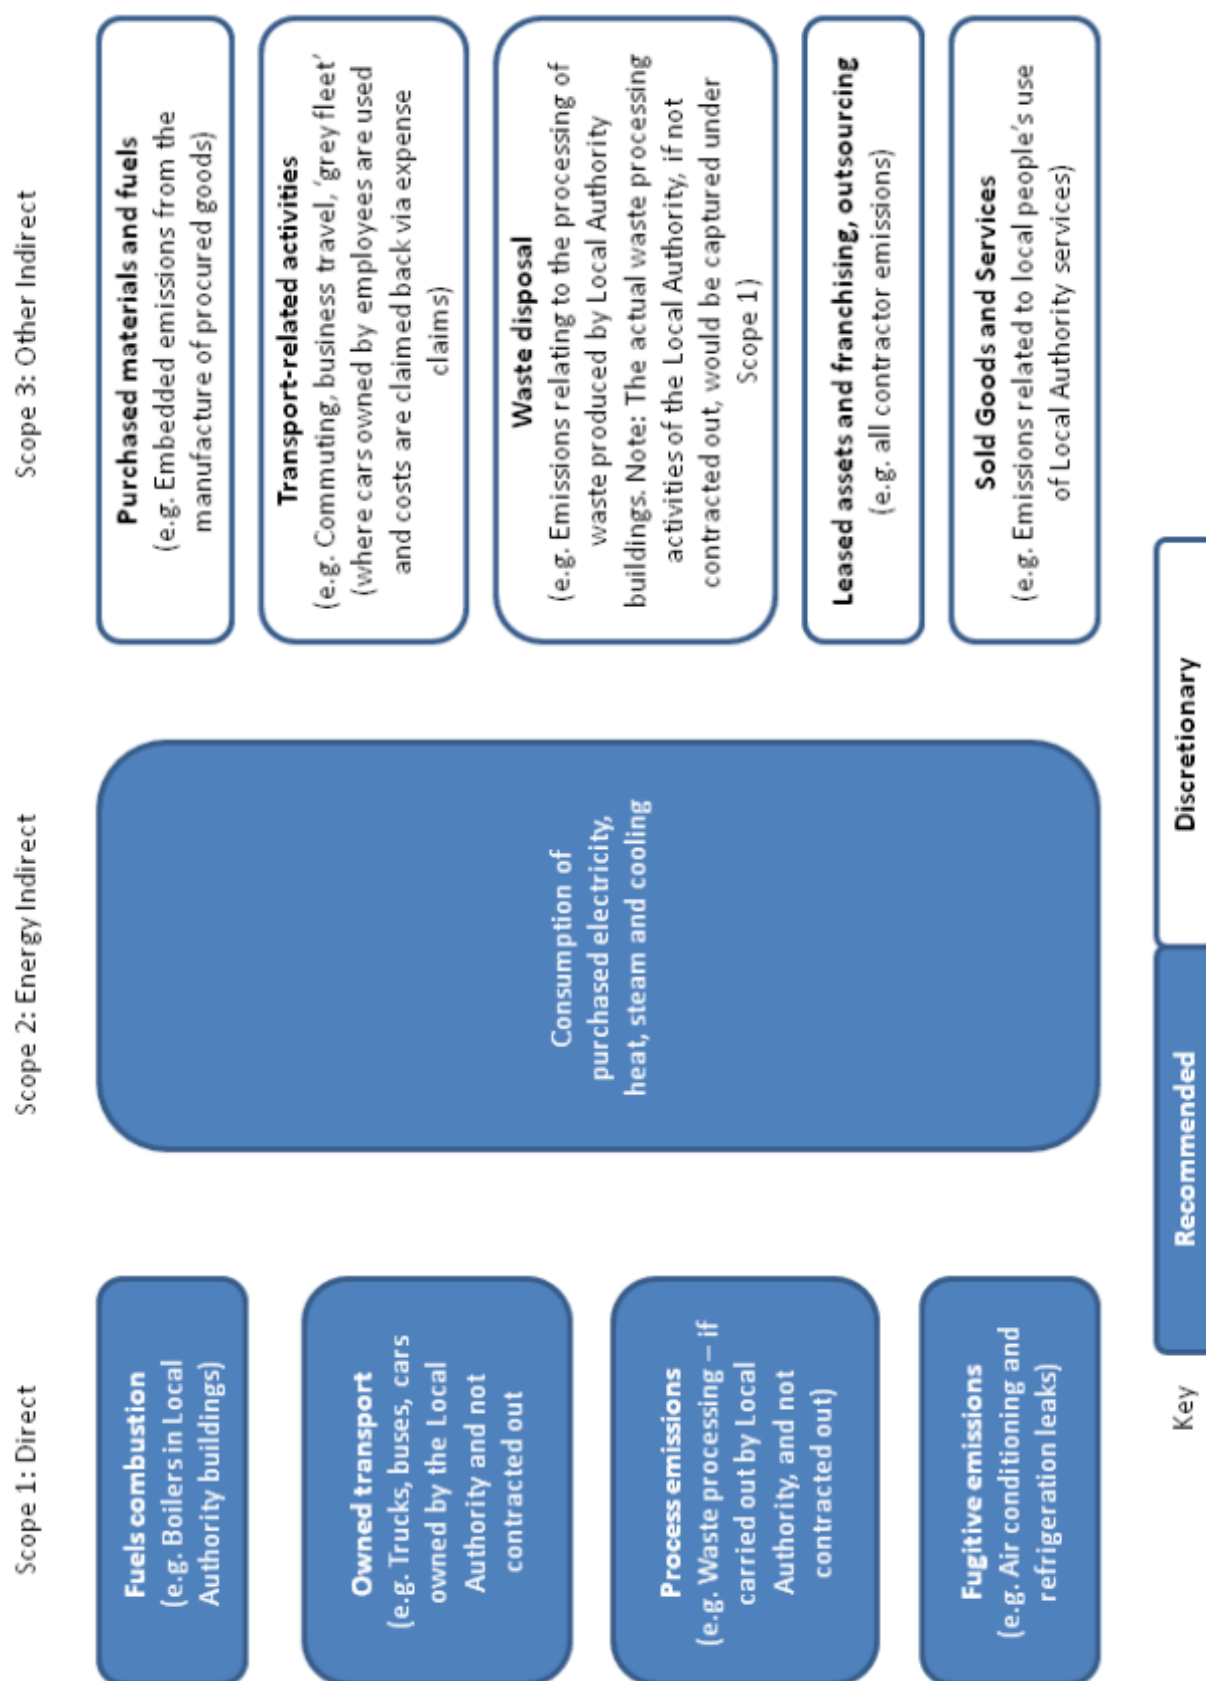 Scope 1: Direct
Fuels combustion
(e.g. Boilers in Local
Authority buildings)
Owned transport
(e.g. Trucks, buses, cars
owned by the Local
Authority and not
contracted out
Process emissions
(e.g. Waste processing – if
carried out by Local
Authority, and not
contracted out)
Fugitive emissions
(e.g. Air conditioning and
refrigeration leaks)
Scope 2: Energy Indirect
Consumption of
purchased electricity,
heat, steam and cooling
Scope 3: Other Indirect
Purchased materials and fuels
(e.g. Embedded emissions from the
manufacture of procured goods)
Transport-related activities
(e.g. Commuting, business travel, ‘grey fleet’
(where cars owned by employees are used
and costs are claimed back via expense
claims)
Waste disposal
(e.g. Emissions relating to the processing of
waste produced by Local Authority
buildings. Note: The actual waste processing
activities of the Local Authority, if not
contracted out, would be captured under
Scope 1)
Leased assets and franchising, outsourcing
(e.g. all contractor emissions)
Sold Goods and Services
(e.g. Emissions related to local people’s use
of Local Authority services)
Key
Recommended
Discretionary